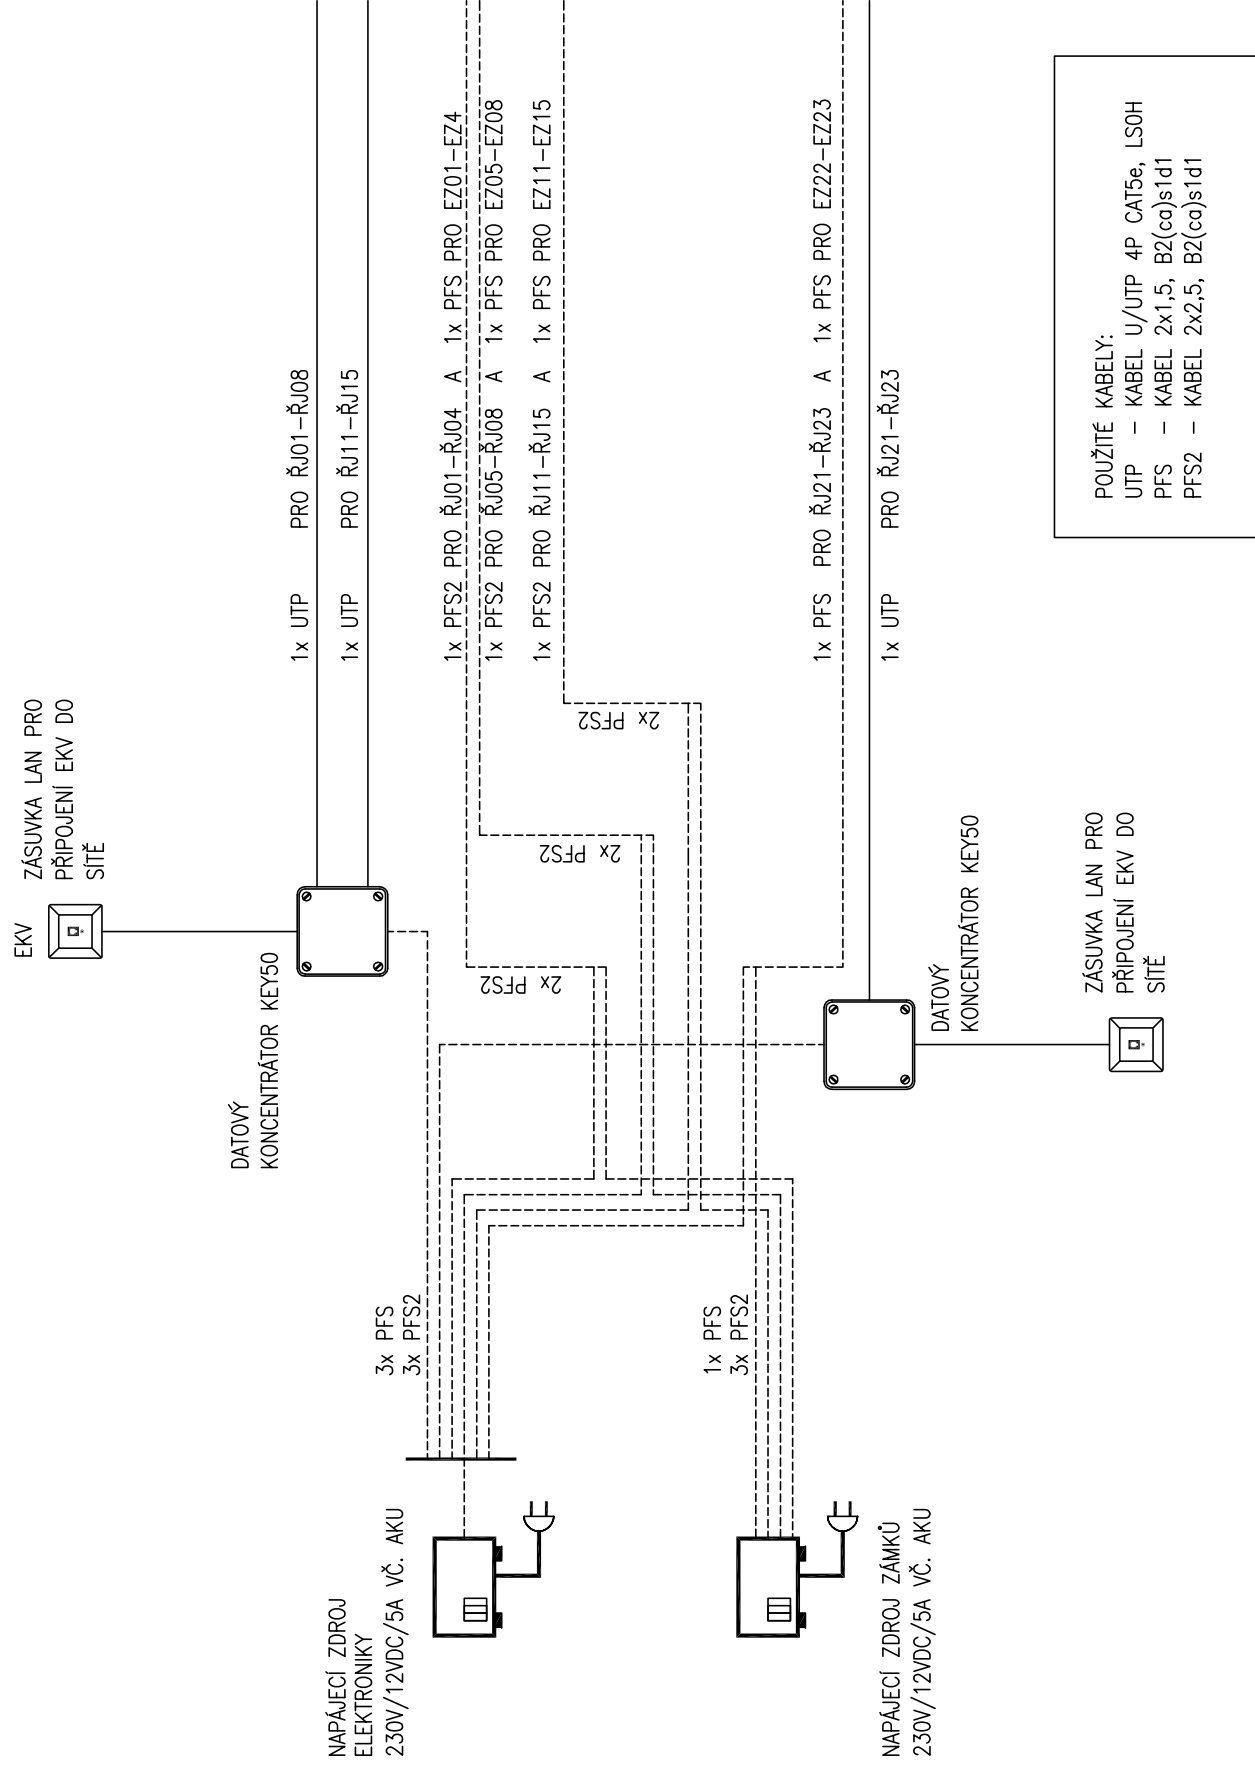 EKV
ZÁSUVKA LAN PRO
PŘIPOJENÍ EKV DO
SÍTĚ
DATOVÝ
KONCENTRÁTOR KEY50
1x UTP PRO ŘJ01-ŘJ08
1x UTP PRO ŘJ11-ŘJ15
1x PFS2 PRO ŘJ01-ŘJ04 A 1x PFS PRO EZ01-EZ4
1x PFS2 PRO ŘJ05-ŘJ08 A 1x PFS PRO EZ05-EZ08
1x PFS2 PRO ŘJ11-ŘJ15 A 1x PFS PRO EZ11-EZ15
1x PFS PRO ŘJ21-ŘJ23 A 1x PFS PRO EZ22-EZ23
1x UTP PRO ŘJ21-ŘJ23
2x PFS2
2x PFS2
2x PFS2
3x PFS
3x PFS2
1x PFS
3x PFS2
NAPÁJECÍ ZDROJ
ELEKTRONIKY
230V/12VDC/5A VČ. AKU
NAPÁJECÍ ZDROJ ZÁMKŮ
230V/12VDC/5A VČ. AKU
DATOVÝ
KONCENTRÁTOR KEY50
ZÁSUVKA LAN PRO
PŘIPOJENÍ EKV DO
SÍTĚ
POUŽITÉ KABELY:
UTP - KABEL U/UTP 4P CAT5e, LS0H
PFS - KABEL 2x1,5, B2(ca)s1d1
PFS2 - KABEL 2x2,5, B2(ca)s1d1